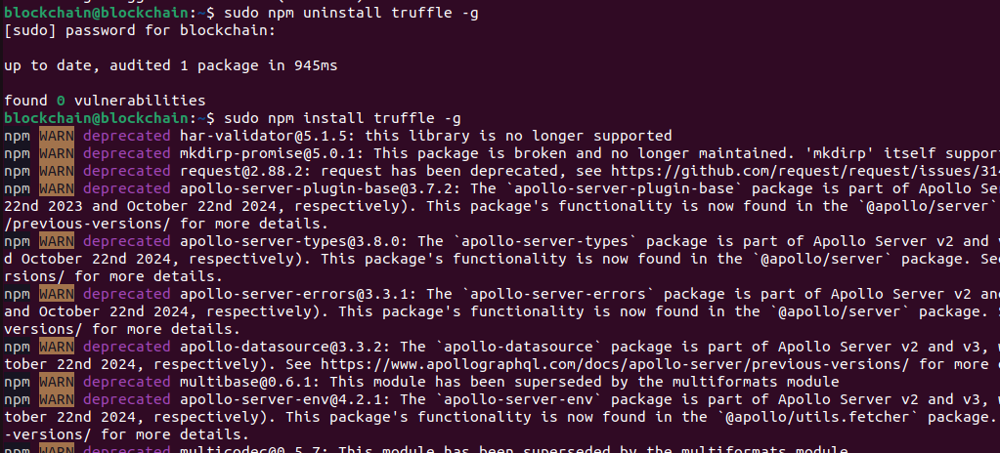 blockchain@blockchain:~$ sudo npm uninstall truffle -g
[sudo] password for blockchain:
up to date, audited 1 package in 945ms
found 0 vulnerabilities
blockchain@blockchain:~$ sudo npm install truffle -g
npm WARN deprecated har-validator@5.1.5: this library is no longer supported
npm WARN deprecated mkdirp-promise@5.0.1: This package is broken and no longer maintained. 'mkdirp' itself suppor
npm WARN deprecated request@2.88.2: request has been deprecated, see https://github.com/request/request/issues/314
npm WARN deprecated apollo-server-plugin-base@3.7.2: The `apollo-server-plugin-base` package is part of Apollo Se
22nd 2023 and October 22nd 2024, respectively). This package's functionality is now found in the `@apollo/server`
/previous-versions/ for more details.
npm WARN deprecated apollo-server-types@3.8.0: The `apollo-server-types` package is part of Apollo Server v2 and v
d October 22nd 2024, respectively). This package's functionality is now found in the `@apollo/server` package. See
rsions/ for more details.
npm WARN deprecated apollo-server-errors@3.3.1: The `apollo-server-errors` package is part of Apollo Server v2 an
and October 22nd 2024, respectively). This package's functionality is now found in the `@apollo/server` package.
versions/ for more details.
npm WARN deprecated apollo-datasource@3.3.2: The `apollo-datasource` package is part of Apollo Server v2 and v3,
tober 22nd 2024, respectively). See https://www.apollographql.com/docs/apollo-server/previous-versions/ for more
npm WARN deprecated multibase@0.6.1: This module has been superseded by the multiformats module
npm WARN deprecated apollo-server-env@4.2.1: The `apollo-server-env` package is part of Apollo Server v2 and v3,
tober 22nd 2024, respectively). This package's functionality is now found in the `@apollo/utils.fetcher` package.
-versions/ for more details.
npm WARN deprecated multicodec@0.5.7: This module has been superseded by the multiformats module